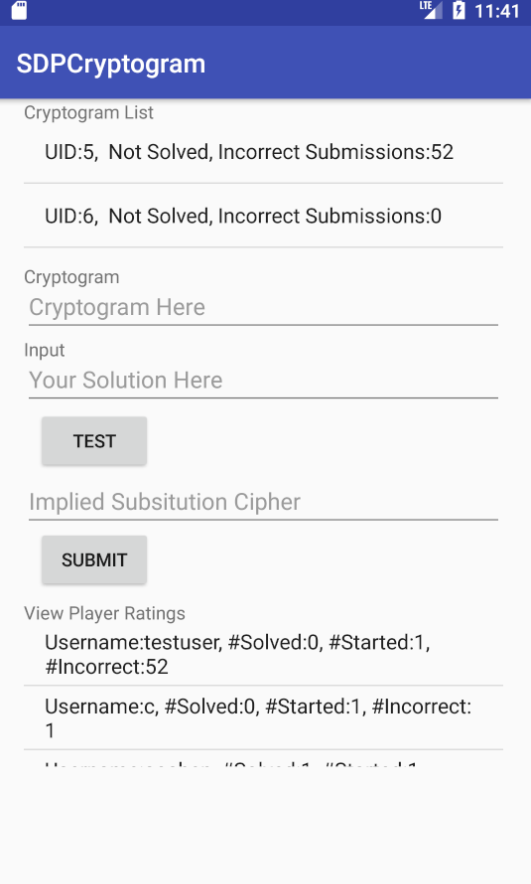 LTE 11:41
SDPCryptogram
Cryptogram List
UID:5, Not Solved, Incorrect Submissions:52
UID:6, Not Solved, Incorrect Submissions:0
Cryptogram
Cryptogram Here
Input
Your Solution Here
TEST
Implied Subsitution Cipher
SUBMIT
View Player Ratings
Username:testuser, #Solved:0, #Started:1,
#Incorrect:52
Username:c, #Solved:0, #Started:1, #Incorrect:
1